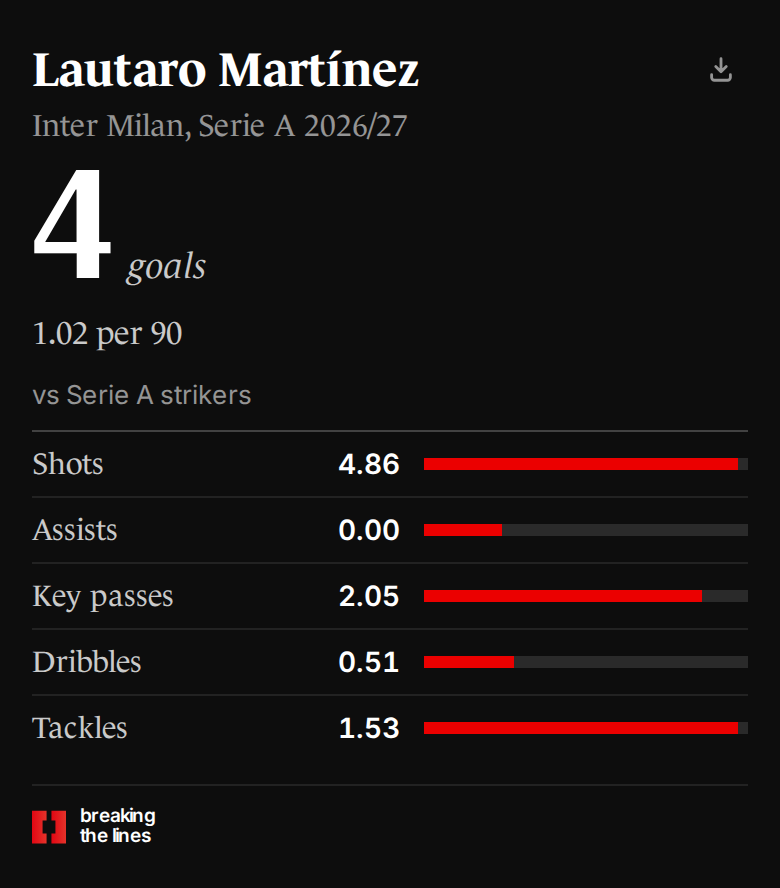 Lautaro Martínez
Inter Milan, Serie A 2026/27
4 goals
1.02 per 90
vs Serie A strikers
Shots 4.86
Assists 0.00
Key passes 2.05
Dribbles 0.51
Tackles 1.53
breaking
the lines